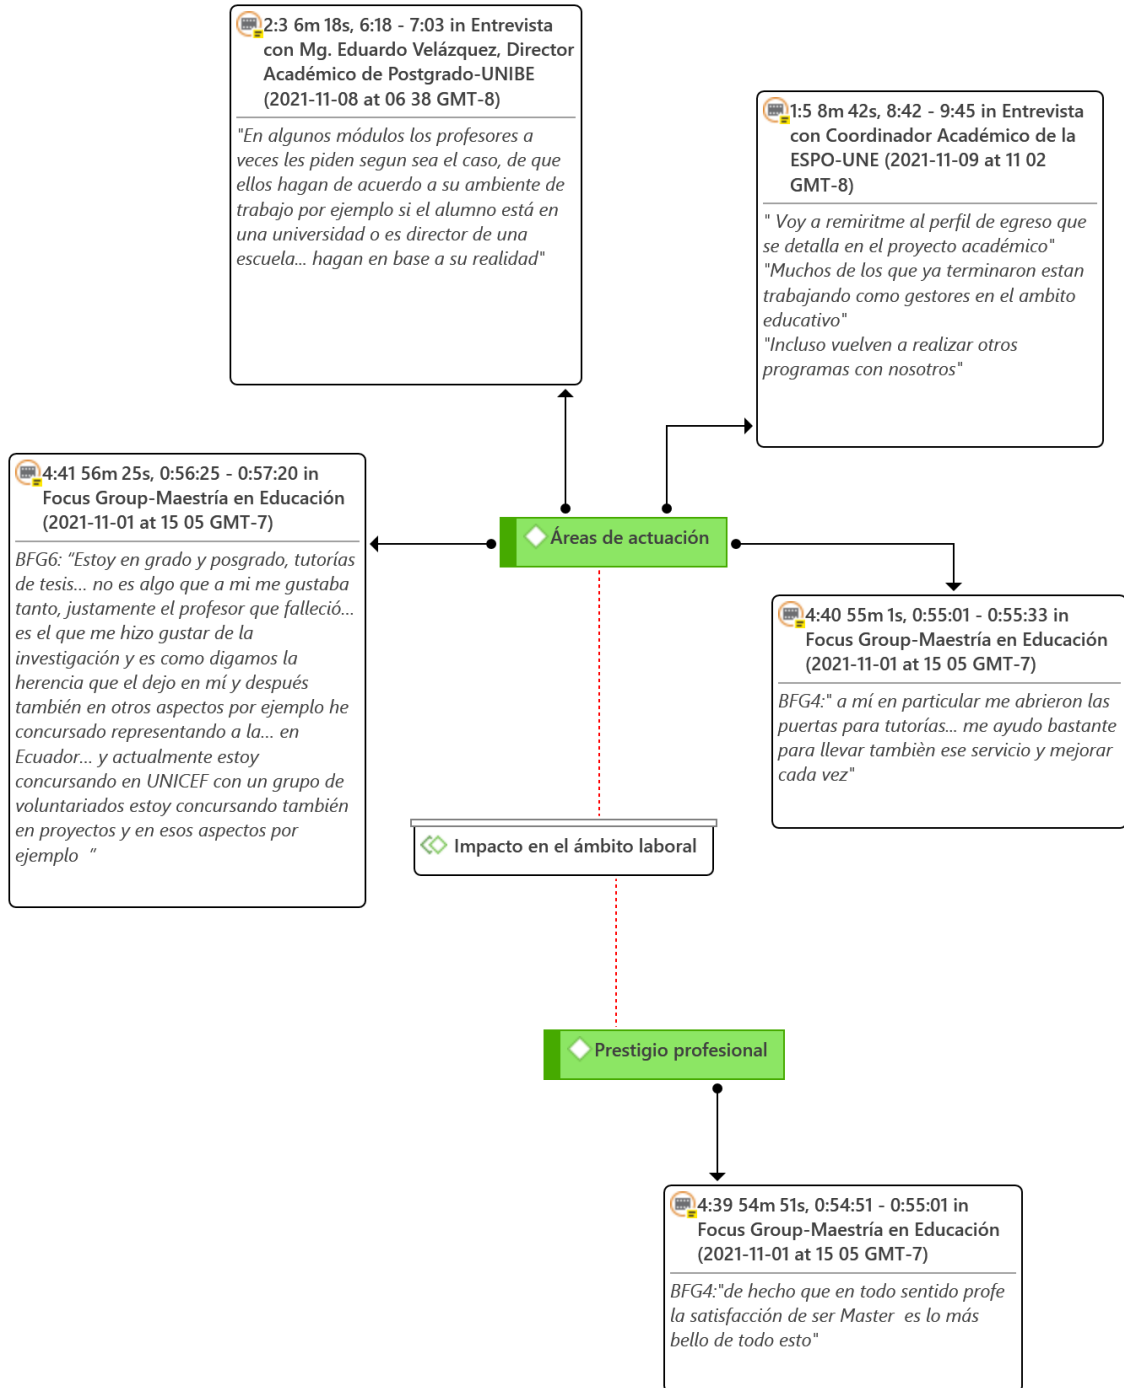 2:3 6m 18s, 6:18 - 7:03 in Entrevista
con Mg. Eduardo Velázquez, Director
Académico de Postgrado-UNIBE
(2021-11-08 at 06 38 GMT-8)
"En algunos módulos los profesores a
veces les piden segun sea el caso, de que
ellos hagan de acuerdo a su ambiente de
trabajo por ejemplo si el alumno está en
una universidad o es director de una
escuela... hagan en base a su realidad"
1:5 8m 42s, 8:42 - 9:45 in Entrevista
con Coordinador Académico de la
ESPO-UNE (2021-11-09 at 11 02
GMT-8)
" Voy a remiritme al perfil de egreso que
se detalla en el proyecto académico"
"Muchos de los que ya terminaron estan
trabajando como gestores en el ambito
educativo"
"Incluso vuelven a realizar otros
programas con nosotros"
4:41 56m 25s, 0:56:25 - 0:57:20 in
Focus Group-Maestría en Educación
(2021-11-01 at 15 05 GMT-7)
BFG6: “Estoy en grado y posgrado, tutorías
de tesis... no es algo que a mi me gustaba
tanto, justamente el profesor que falleció...
es el que me hizo gustar de la
investigación y es como digamos la
herencia que el dejo en mí y después
también en otros aspectos por ejemplo he
concursado representando a la... en
Ecuador... y actualmente estoy
concursando en UNICEF con un grupo de
voluntariados estoy concursando también
en proyectos y en esos aspectos por
ejemplo  ”
Áreas de actuación
4:40 55m 1s, 0:55:01 - 0:55:33 in
Focus Group-Maestría en Educación
(2021-11-01 at 15 05 GMT-7)
BFG4:" a mí en particular me abrieron las
puertas para tutorías... me ayudo bastante
para llevar tambièn ese servicio y mejorar
cada vez"
Impacto en el ámbito laboral
Prestigio profesional
4:39 54m 51s, 0:54:51 - 0:55:01 in
Focus Group-Maestría en Educación
(2021-11-01 at 15 05 GMT-7)
BFG4:"de hecho que en todo sentido profe
la satisfacción de ser Master  es lo más
bello de todo esto"